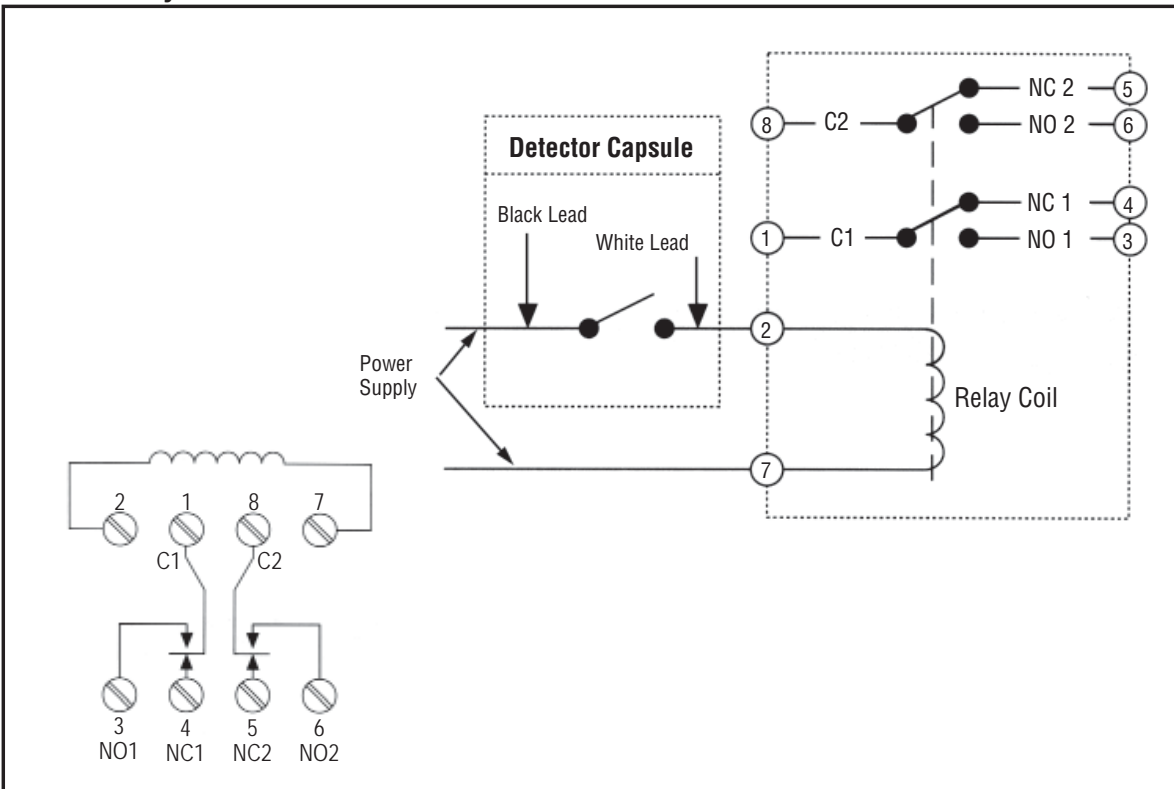 NC 2
5
8
C2
NO 2
6
Detector Capsule
Black Lead
NC 1
4
White Lead
1
C1
NO 1
3
2
Power
Supply
Relay Coil
7
2
1
8
7
C1
C2
3
4
5
6
NO1
NC1
NC2
NO2